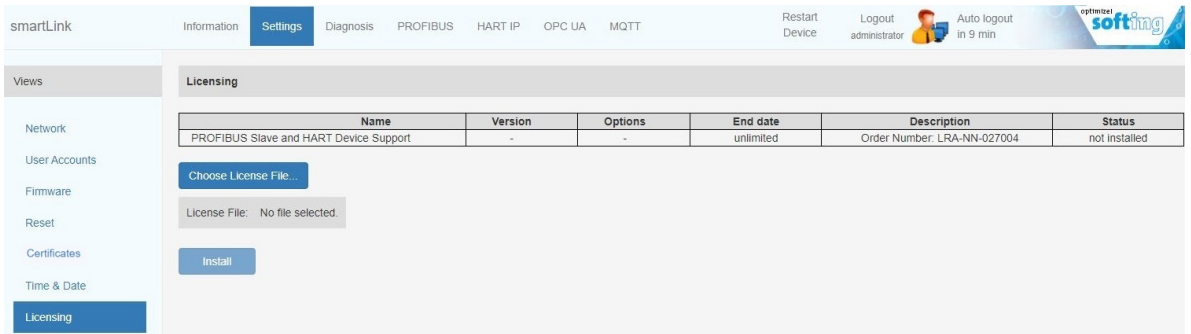 smartLink Information Settings Diagnosis PROFIBUS HART IP OPC UA MQTT
Restart Device
Logout administrator
Auto logout in 9 min
optimize!
softing
Views
Network
User Accounts
Firmware
Reset
Certificates
Time & Date
Licensing
Licensing
Name Version Options End date Description Status
PROFIBUS Slave and HART Device Support - - unlimited Order Number: LRA-NN-027004 not installed
Choose License File...
License File: No file selected.
Install